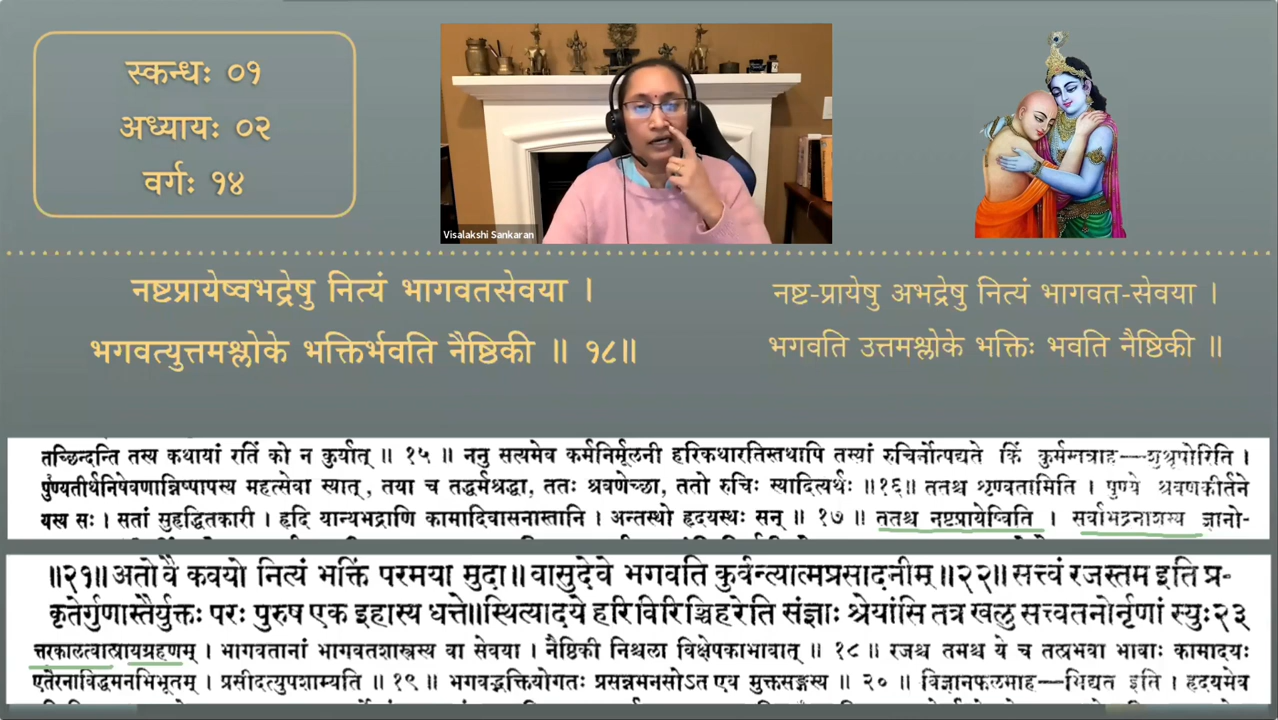 स्कन्धः ०१
अध्यायः ०२
वर्गः १४
Visalakshi Sankaran
नष्टप्रायेष्वभद्रेषु नित्यं भागवतसेवया ।
भगवत्युत्तमश्लोके भक्तिर्भवति नैष्ठिकी ॥ १८॥
नष्ट-प्रायेषु अभद्रेषु नित्यं भागवत-सेवया ।
भगवति उत्तमश्लोके भक्तिः भवति नैष्ठिकी ॥
तच्छिन्दन्ति तस्य कथायां रतिं को न कुर्यात् ॥ १५ ॥ ननु सत्यमेव कर्मनिर्मूलनी हरिकथारतिस्तथापि तस्यां रुचिर्नोत्पद्यते किं कुर्मस्तत्राह—शुश्रूषोरिति ।
पुण्यतीर्थनिषेवणान्निष्पापस्य महत्सेवा स्यात्, तया च तद्धर्मश्रद्धा, ततः श्रवणेच्छा, ततो रुचिः स्यादित्यर्थः ॥१६॥ ततश्च शृण्वतामिति । पुण्ये श्रवणकीर्तने
यस्य सः । सतां सुहृद्धितकारी । हृदि यान्यभद्राणि कामादिवासनास्तानि । अन्तस्थो हृदयस्थः सन् ॥ १७ ॥ ततश्च नष्टप्रायेष्विति । सर्वाभद्रनाशस्य ज्ञानो-
॥२१॥ अतो वै कवयो नित्यं भक्तिं परमया मुदा॥ वासुदेवे भगवति कुर्वन्त्यात्मप्रसादनीम् ॥२२॥ सत्त्वं रजस्तम इति प्र-
कृतेर्गुणास्तैर्युक्तः परः पुरुष एक इहास्य धत्ते॥स्थित्यादये हरिविरिञ्चिहरेति संज्ञाः श्रेयांसि तत्र खलु सत्त्वतनोर्नृणां स्युः२३
त्तरकालत्वात्प्रायग्रहणम् । भागवतानां भागवतशास्त्रस्य वा सेवया । नैष्ठिकी निश्चला विक्षेपकाभावात् ॥ १८ ॥ रजश्च तमश्च ये च तत्प्रभवा भावाः कामादयः
एतैरनाविद्धमनभिभूतम् । प्रसीदत्युपशाम्यति ॥ १९ ॥ भगवद्भक्तियोगतः प्रसन्नमनसोऽत एव मुक्तसङ्गस्य ॥ २० ॥ विज्ञानफलमाह—भिद्यत इति । हृदयमेव